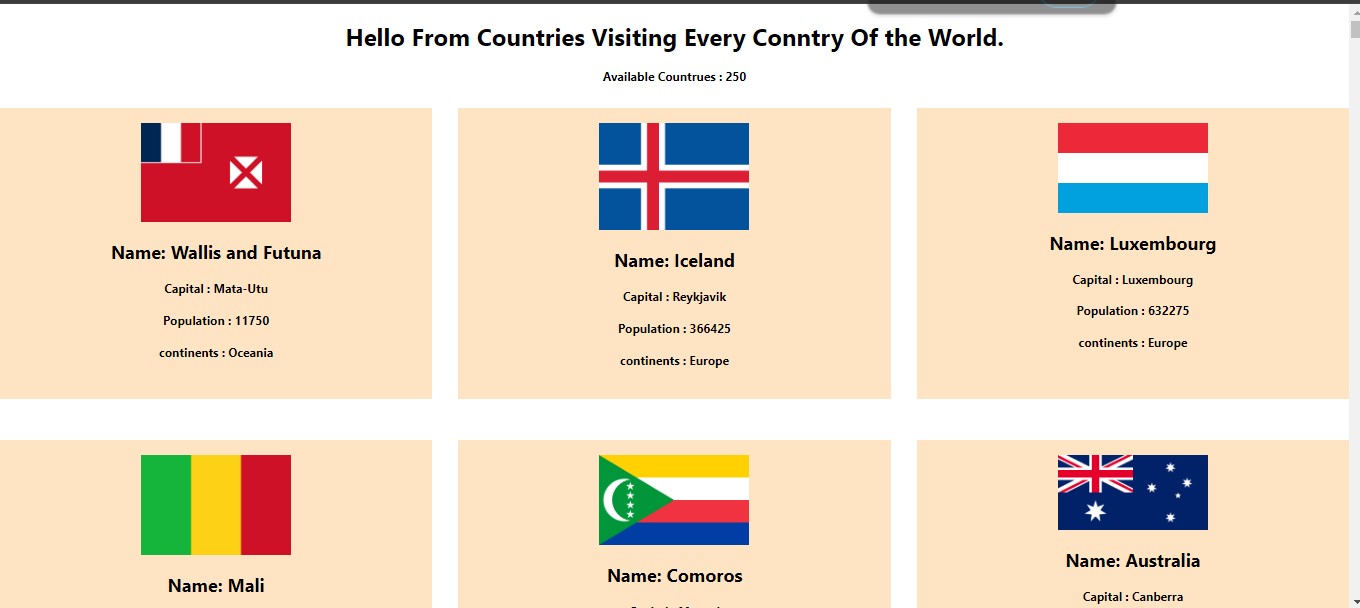 Hello From Countries Visiting Every Conntry Of the World.
Available Countrues : 250
Name: Wallis and Futuna
Capital : Mata-Utu
Population : 11750
continents : Oceania
Name: Iceland
Capital : Reykjavik
Population : 366425
continents : Europe
Name: Luxembourg
Capital : Luxembourg
Population : 632275
continents : Europe
Name: Mali
Name: Comoros
Name: Australia
Capital : Canberra